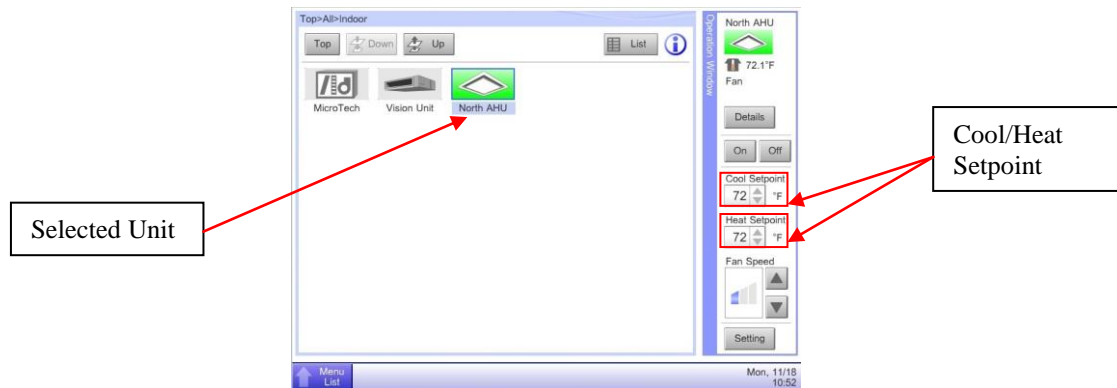 Top>All>Indoor
Top
Down
Up
List
MicroTech
Vision Unit
North AHU
Operation Window
North AHU
72.1°F
Fan
Details
On
Off
Cool Setpoint
72 °F
Heat Setpoint
72 °F
Fan Speed
Setting
Menu
List
Mon, 11/18
10:52
Selected Unit
Cool/Heat
Setpoint